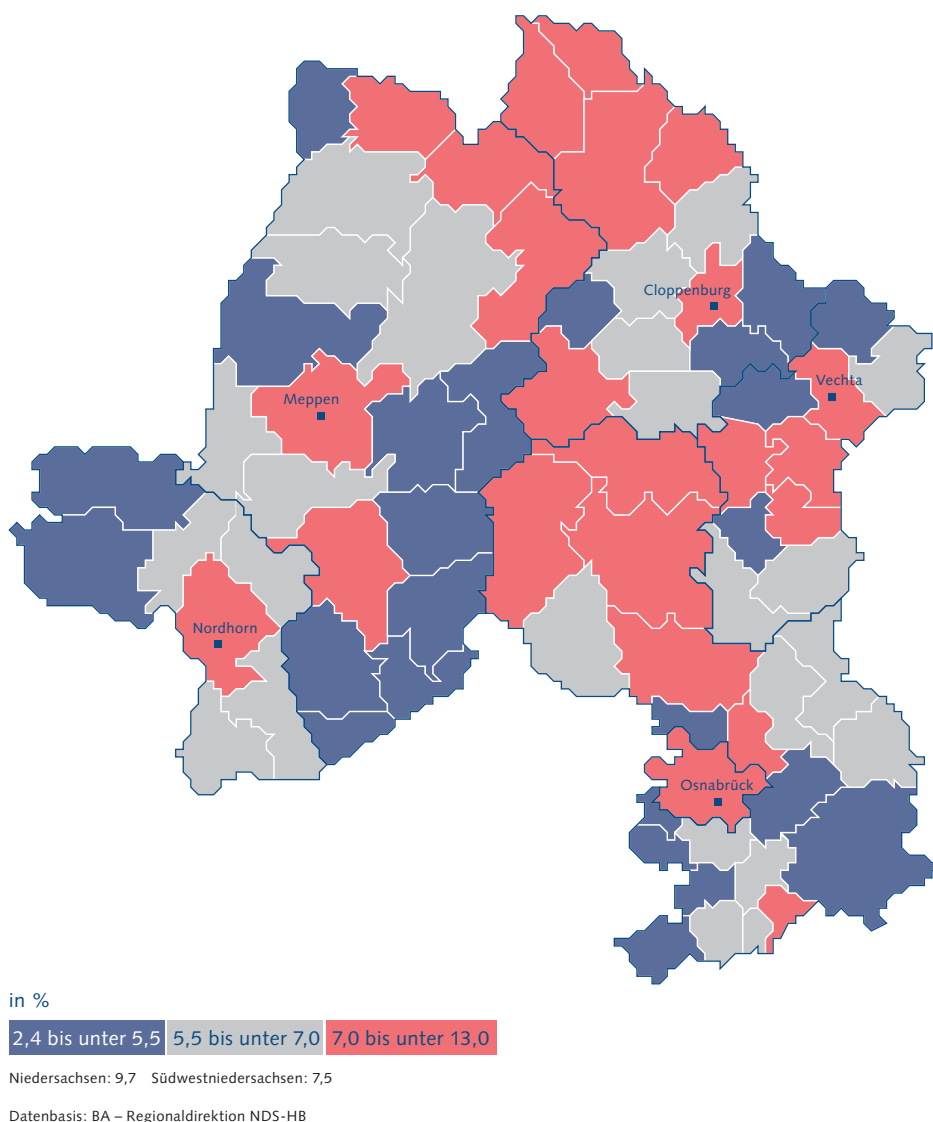 Cloppenburg
Vechta
Meppen
Nordhorn
Osnabrück
in %
2,4 bis unter 5,5 5,5 bis unter 7,0 7,0 bis unter 13,0
Niedersachsen: 9,7 Südwestniedersachsen: 7,5
Datenbasis: BA – Regionaldirektion NDS-HB